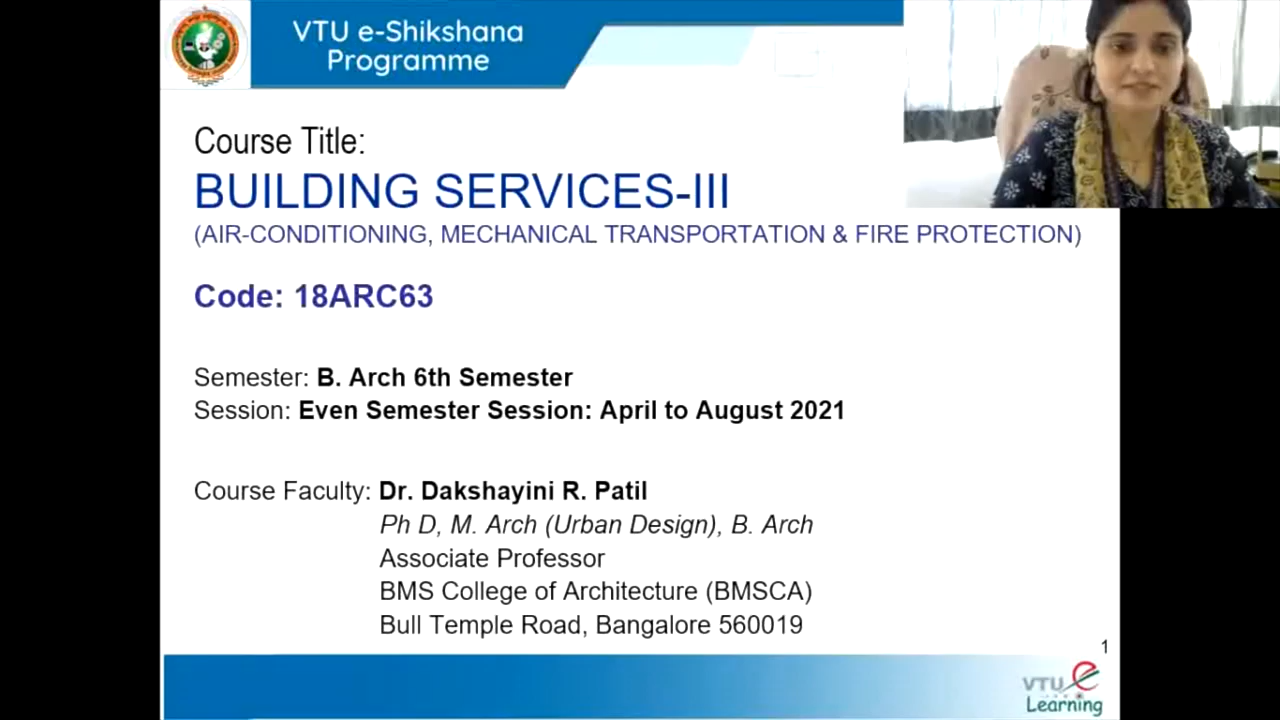 VTU e-Shikshana
Programme
Course Title:
BUILDING SERVICES-III
(AIR-CONDITIONING, MECHANICAL TRANSPORTATION & FIRE PROTECTION)
Code: 18ARC63
Semester: B. Arch 6th Semester
Session: Even Semester Session: April to August 2021
Course Faculty: Dr. Dakshayini R. Patil
Ph D, M. Arch (Urban Design), B. Arch
Associate Professor
BMS College of Architecture (BMSCA)
Bull Temple Road, Bangalore 560019
1
VTU e
Learning